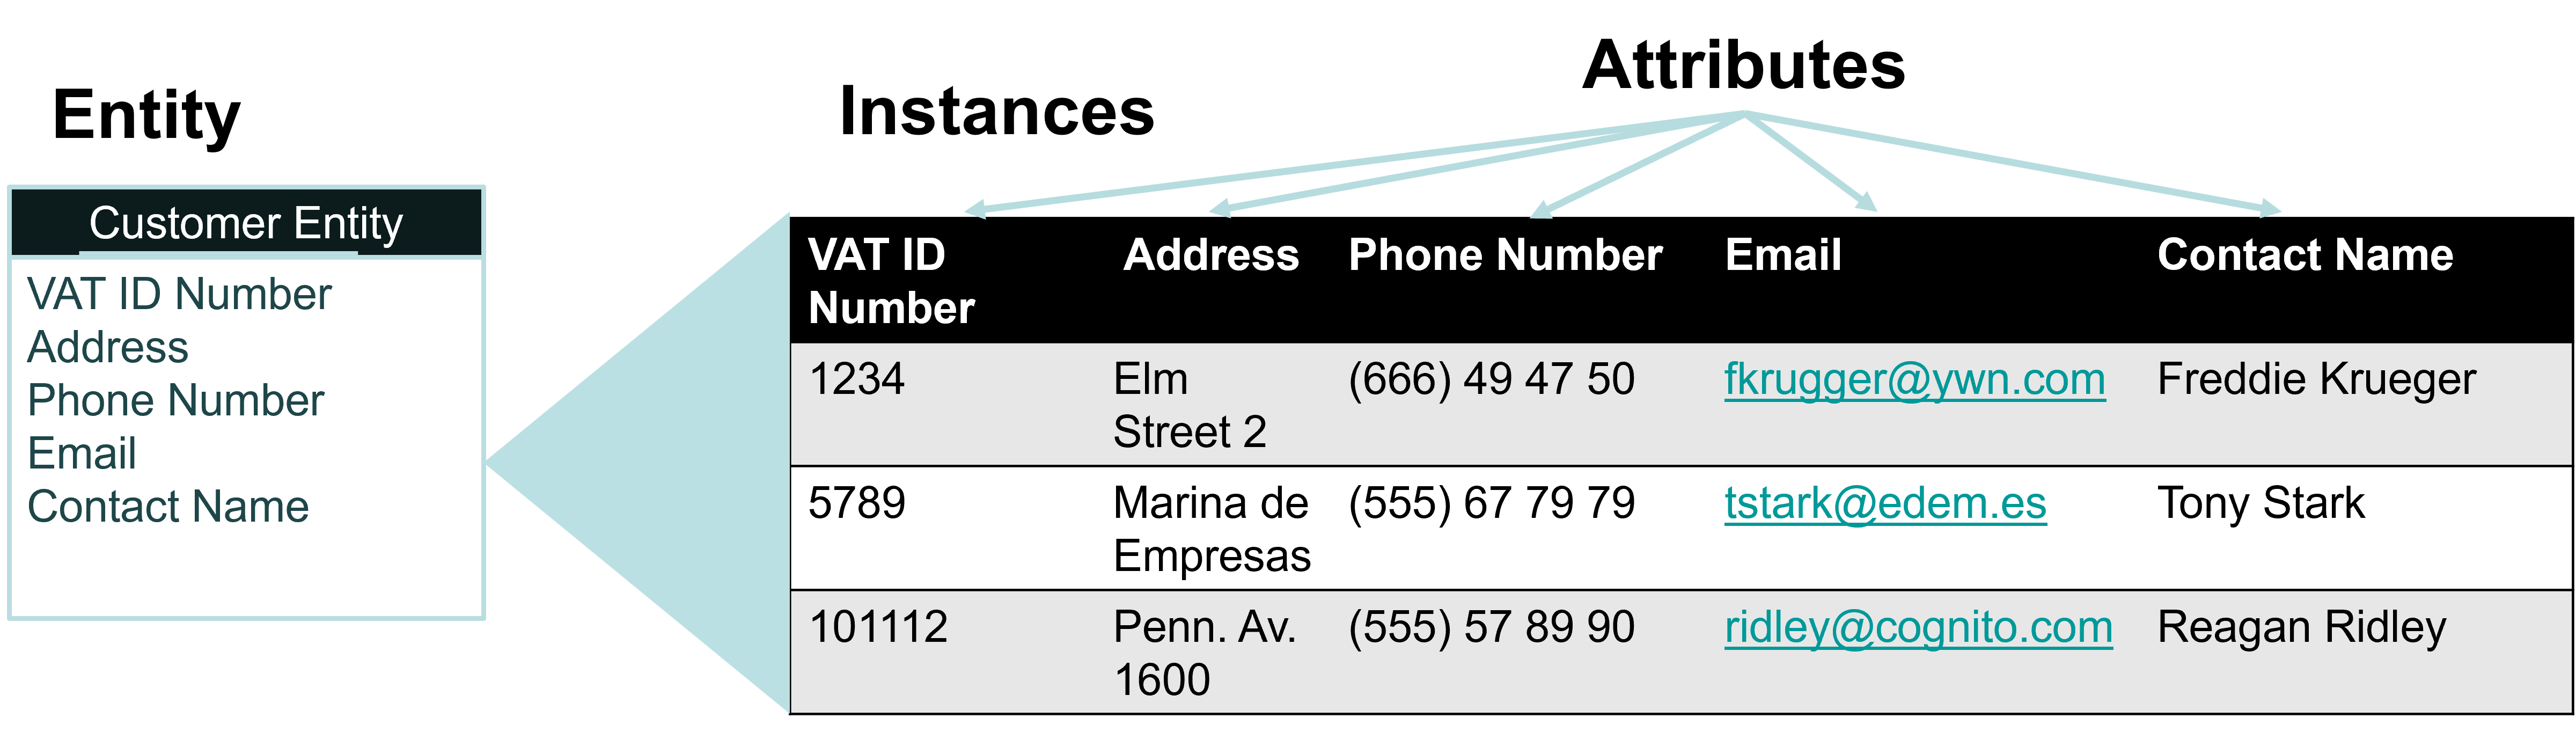 Entity
Customer Entity
VAT ID Number
Address
Phone Number
Email
Contact Name
Instances
Attributes
VAT ID Number Address Phone Number Email Contact Name
1234 Elm Street 2 (666) 49 47 50 fkrugger@ywn.com Freddie Krueger
5789 Marina de Empresas (555) 67 79 79 tstark@edem.es Tony Stark
101112 Penn. Av. 1600 (555) 57 89 90 ridley@cognito.com Reagan Ridley